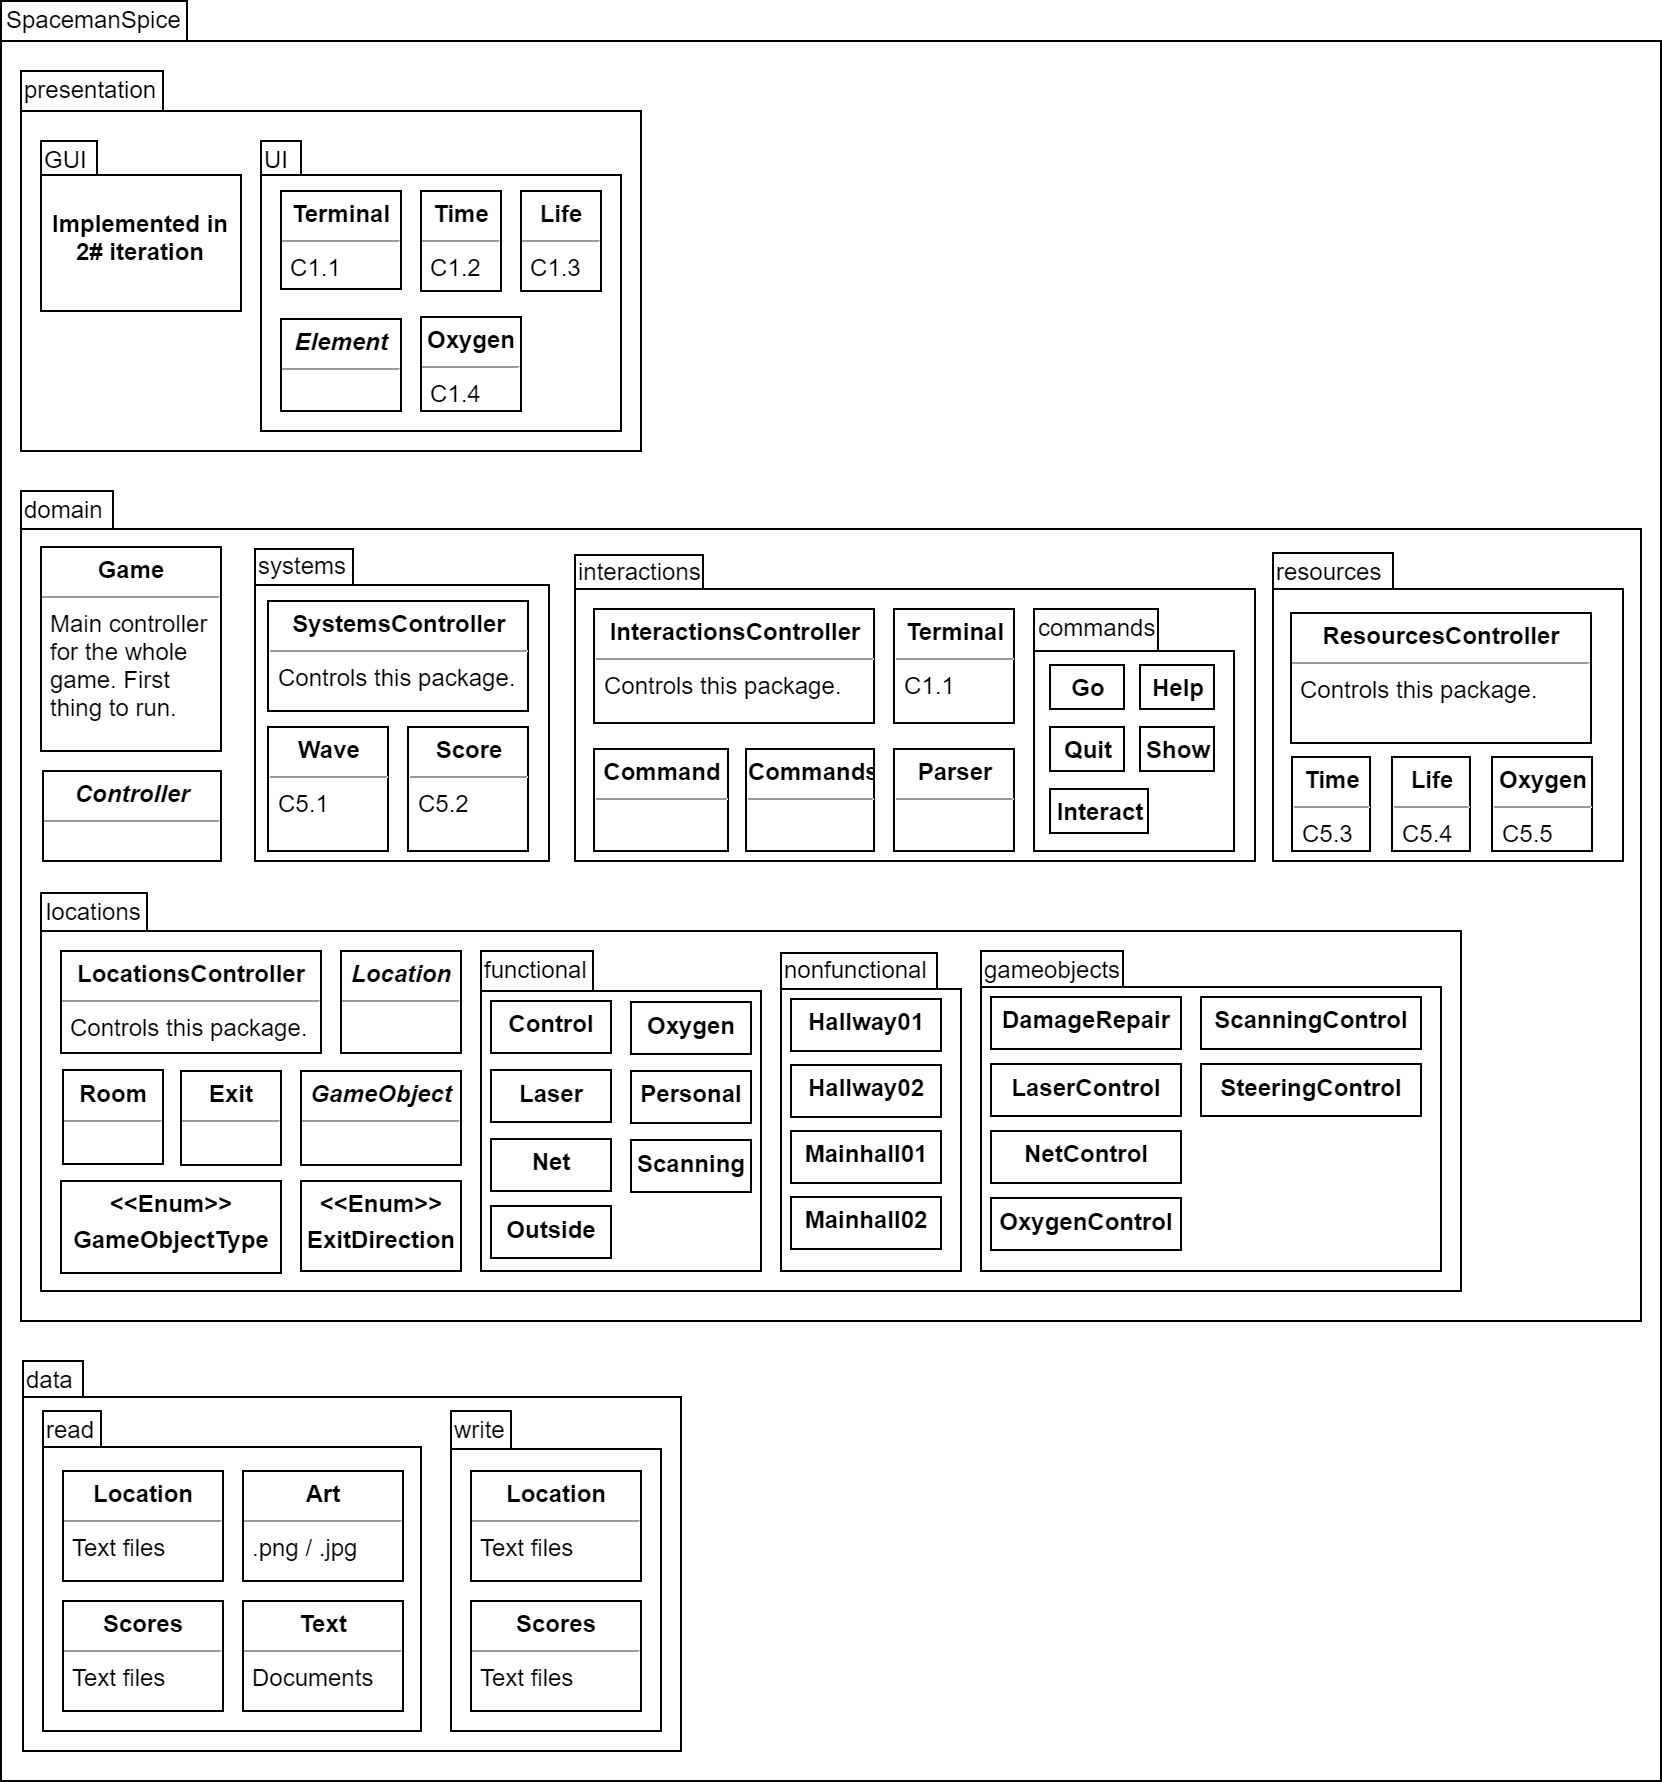 SpacemanSpice
presentation
GUI
Implemented in
2# iteration
UI
Terminal
C1.1
Time
C1.2
Life
C1.3
Element
Oxygen
C1.4
domain
Game
Main controller
for the whole
game. First
thing to run.
Controller
systems
SystemsController
Controls this package.
Wave
C5.1
Score
C5.2
interactions
InteractionsController
Controls this package.
Terminal
C1.1
Command
Commands
Parser
commands
Go
Help
Quit
Show
Interact
resources
ResourcesController
Controls this package.
Time
C5.3
Life
C5.4
Oxygen
C5.5
locations
LocationsController
Controls this package.
Location
Room
Exit
GameObject
<<Enum>>
GameObjectType
<<Enum>>
ExitDirection
functional
Control
Oxygen
Laser
Personal
Net
Scanning
Outside
nonfunctional
Hallway01
Hallway02
Mainhall01
Mainhall02
gameobjects
DamageRepair
ScanningControl
LaserControl
SteeringControl
NetControl
OxygenControl
data
read
Location
Text files
Art
.png / .jpg
Scores
Text files
Text
Documents
write
Location
Text files
Scores
Text files